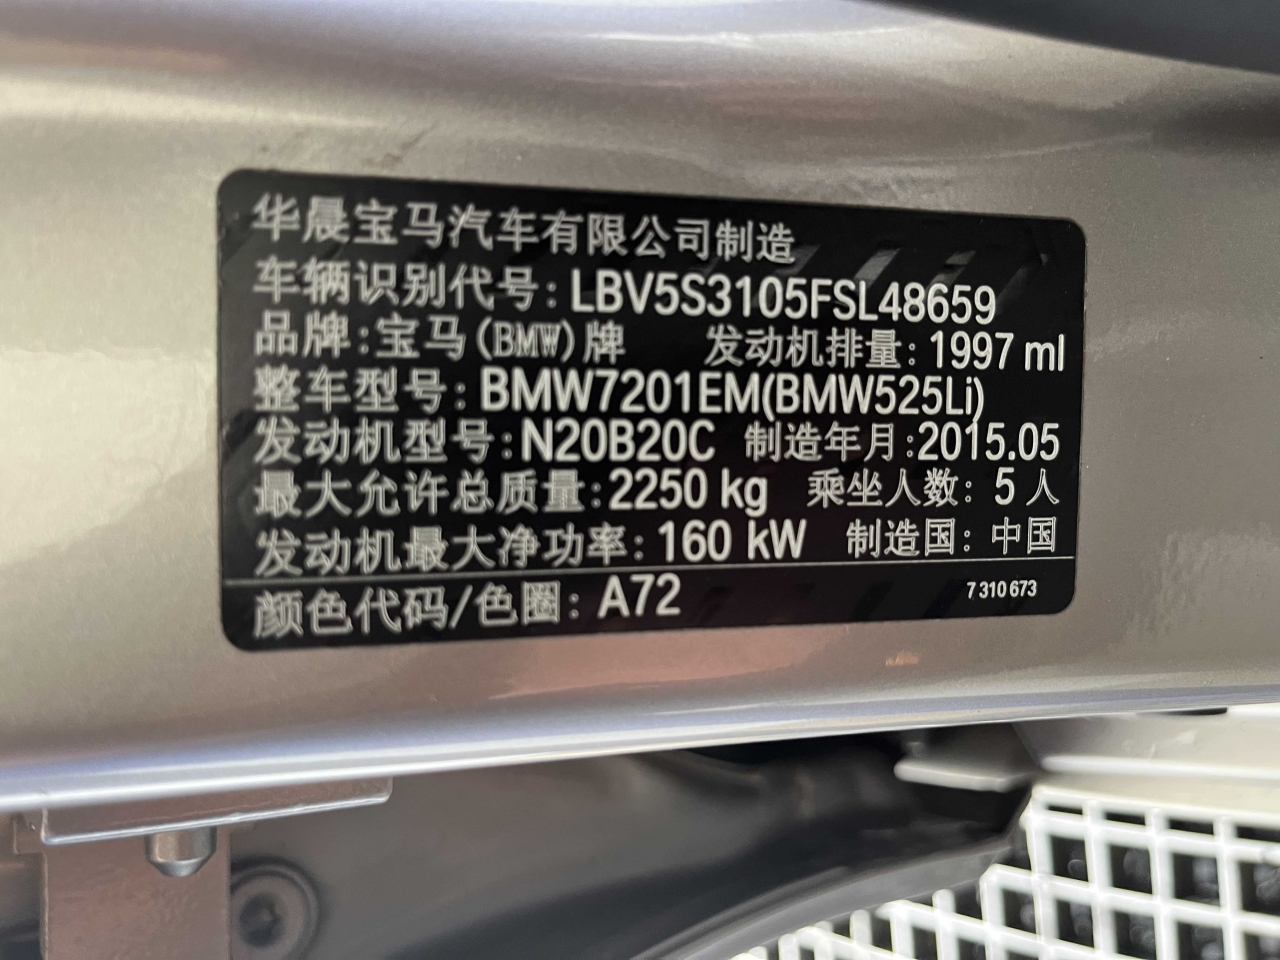 华晨宝马汽车有限公司制造
车辆识别代号: LBV5S3105FSL48659
品牌:宝马(BMW)牌 发动机排量: 1997 ml
整车型号: BMW7201EM(BMW525Li)
发动机型号: N20B20C 制造年月:2015.05
最大允许总质量: 2250 kg 乘坐人数: 5 人
发动机最大净功率: 160 kW 制造国: 中国
颜色代码/色圈: A72 7 310 673